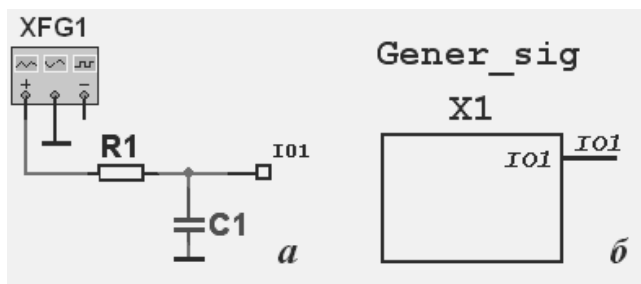 XFG1
+
–
R1
IO1
C1
а
Gener_sig
X1
IO1
IO1
б